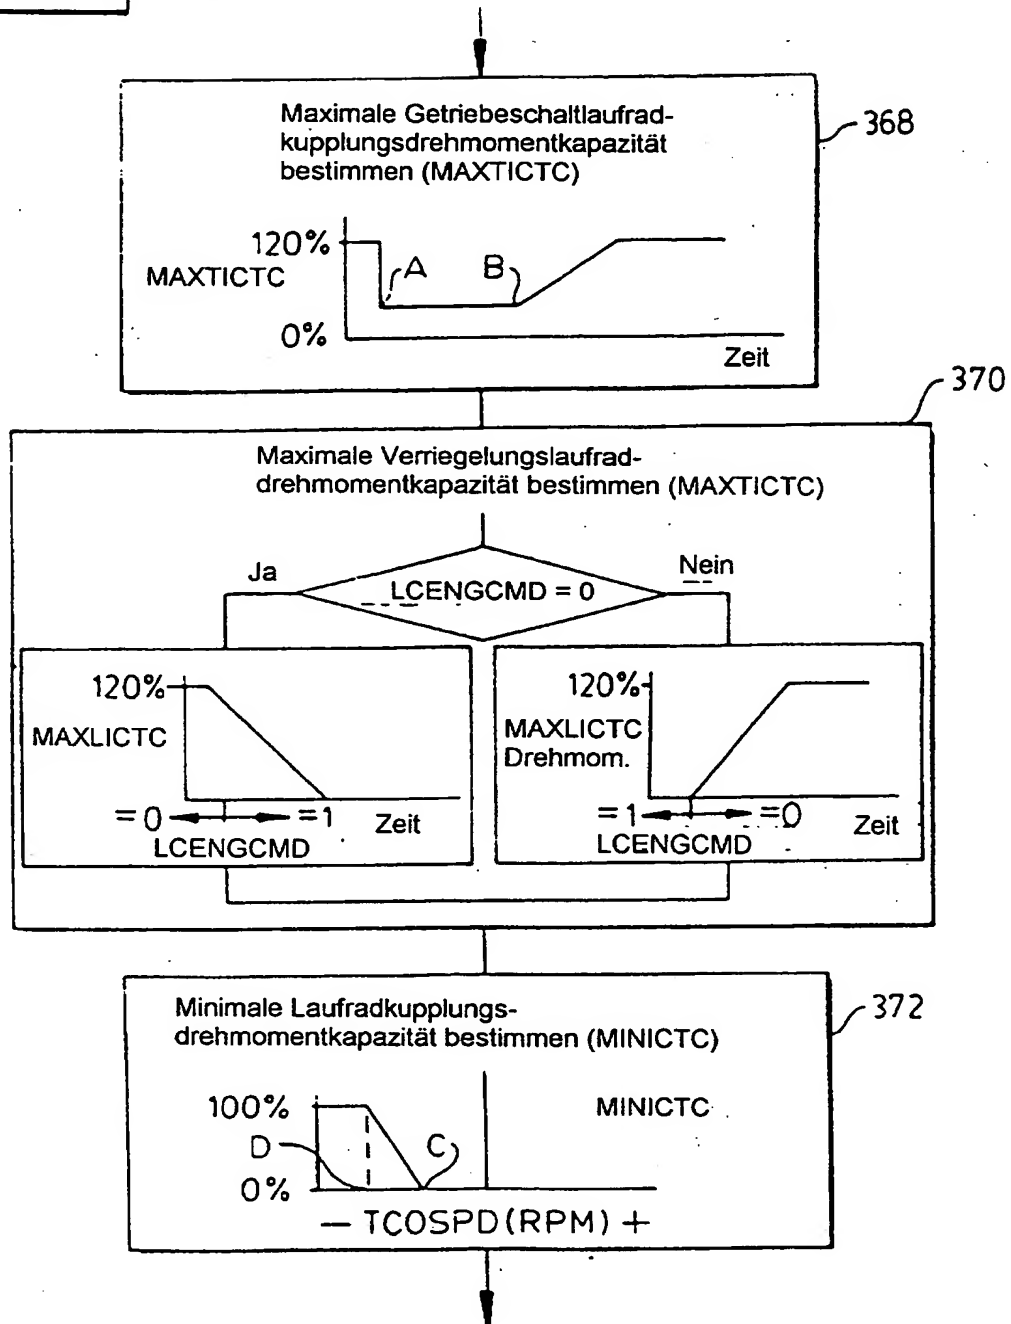 Maximale Getriebeschaltlaufrad-
kupplungsdrehmomentkapazität
bestimmen (MAXTICTC)
368
120%
MAXTICTC
A
B
0%
Zeit
370
Maximale Verriegelungslaufrad-
drehmomentkapazität bestimmen (MAXTICTC)
Ja
LCENGCMD = 0
Nein
120%
MAXLICTC
= 0
= 1
Zeit
LCENGCMD
120%
MAXLICTC
Drehmom.
= 1
= 0
Zeit
LCENGCMD
372
Minimale Laufradkupplungs-
drehmomentkapazität bestimmen (MINICTC)
100%
MINICTC
D
C
0%
− TCOSPD (RPM) +